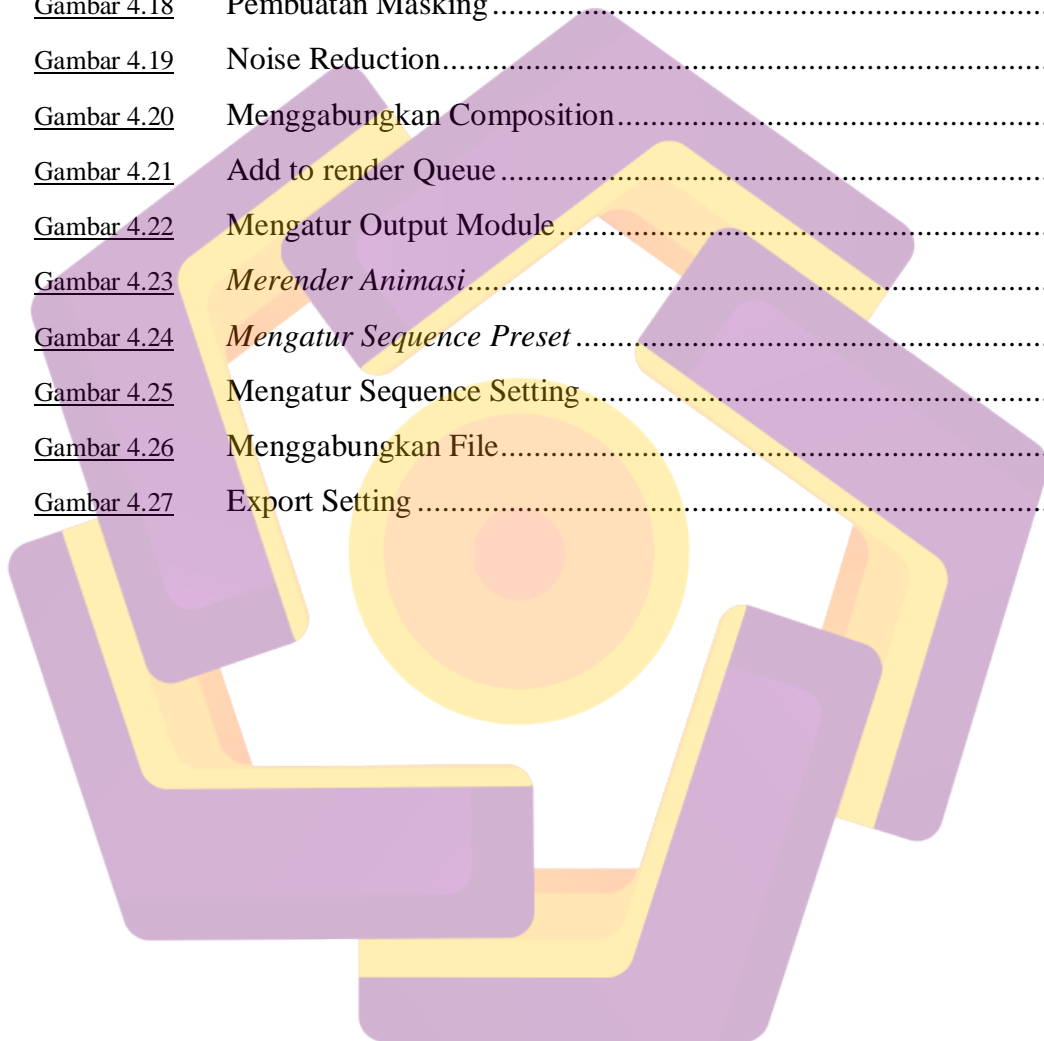 Gambar 4.18 Pembuatan Masking................................................................................
Gambar 4.19 Noise Reduction................................................................................
Gambar 4.20 Menggabungkan Composition................................................................
Gambar 4.21 Add to render Queue................................................................................
Gambar 4.22 Mengatur Output Module........................................................................
Gambar 4.23 Merender Animasi................................................................................
Gambar 4.24 Mengatur Sequence Preset........................................................................
Gambar 4.25 Mengatur Sequence Setting........................................................................
Gambar 4.26 Menggabungkan File................................................................................
Gambar 4.27 Export Setting................................................................................